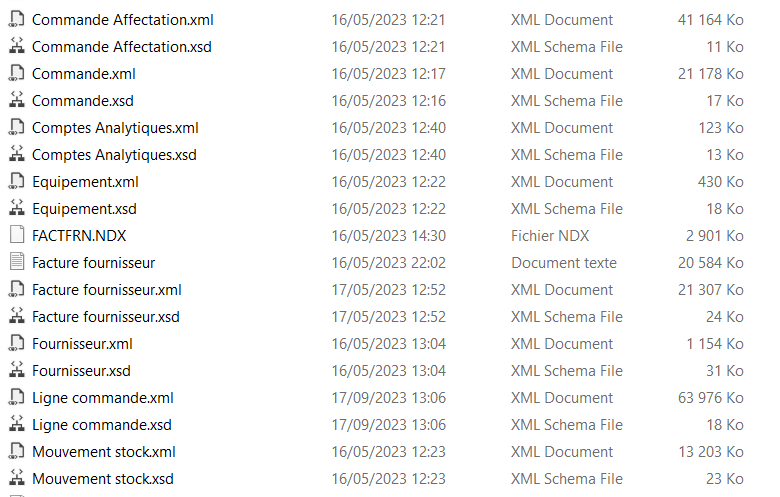 Commande Affectation.xml 16/05/2023 12:21 XML Document 41 164 Ko
Commande Affectation.xsd 16/05/2023 12:21 XML Schema File 11 Ko
Commande.xml 16/05/2023 12:17 XML Document 21 178 Ko
Commande.xsd 16/05/2023 12:16 XML Schema File 17 Ko
Comptes Analytiques.xml 16/05/2023 12:40 XML Document 123 Ko
Comptes Analytiques.xsd 16/05/2023 12:40 XML Schema File 13 Ko
Equipement.xml 16/05/2023 12:22 XML Document 430 Ko
Equipement.xsd 16/05/2023 12:22 XML Schema File 18 Ko
FACTFRN.NDX 16/05/2023 14:30 Fichier NDX 2 901 Ko
Facture fournisseur 16/05/2023 22:02 Document texte 20 584 Ko
Facture fournisseur.xml 17/05/2023 12:52 XML Document 21 307 Ko
Facture fournisseur.xsd 17/05/2023 12:52 XML Schema File 24 Ko
Fournisseur.xml 16/05/2023 13:04 XML Document 1 154 Ko
Fournisseur.xsd 16/05/2023 13:04 XML Schema File 31 Ko
Ligne commande.xml 17/09/2023 13:06 XML Document 63 976 Ko
Ligne commande.xsd 17/09/2023 13:06 XML Schema File 18 Ko
Mouvement stock.xml 16/05/2023 12:23 XML Document 13 203 Ko
Mouvement stock.xsd 16/05/2023 12:23 XML Schema File 23 Ko